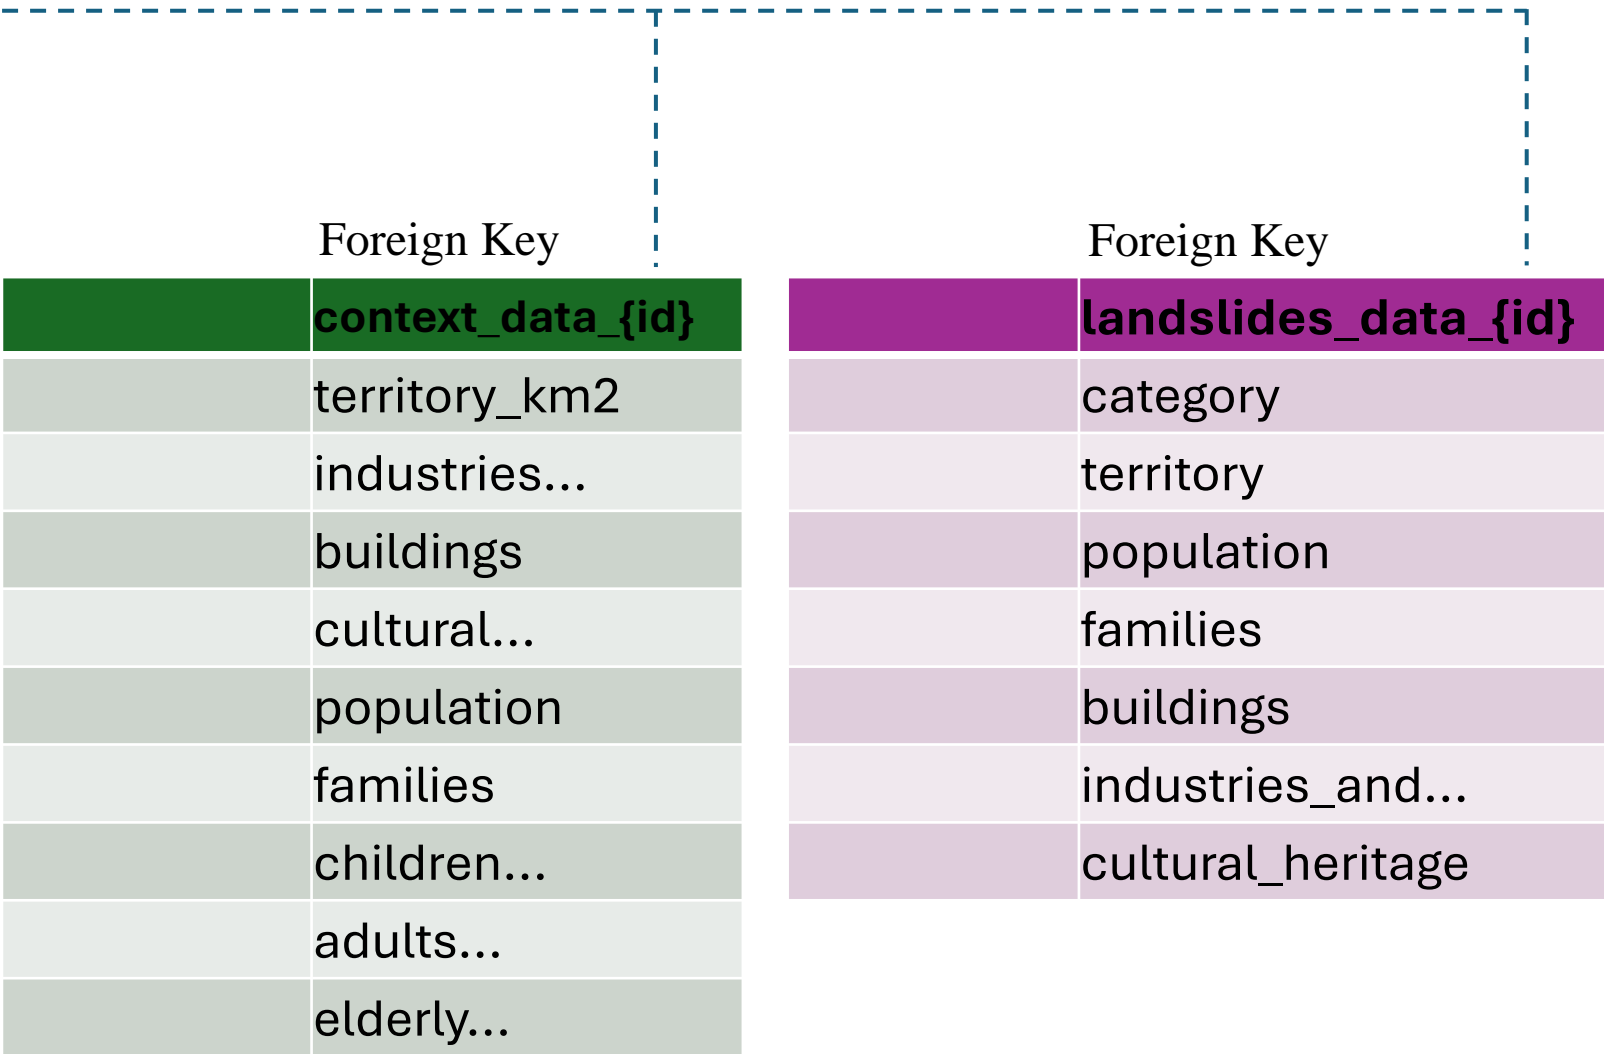 Foreign Key
context_data_{id}
territory_km2
industries...
buildings
cultural...
population
families
children...
adults...
elderly...
Foreign Key
landslides_data_{id}
category
territory
population
families
buildings
industries_and...
cultural_heritage